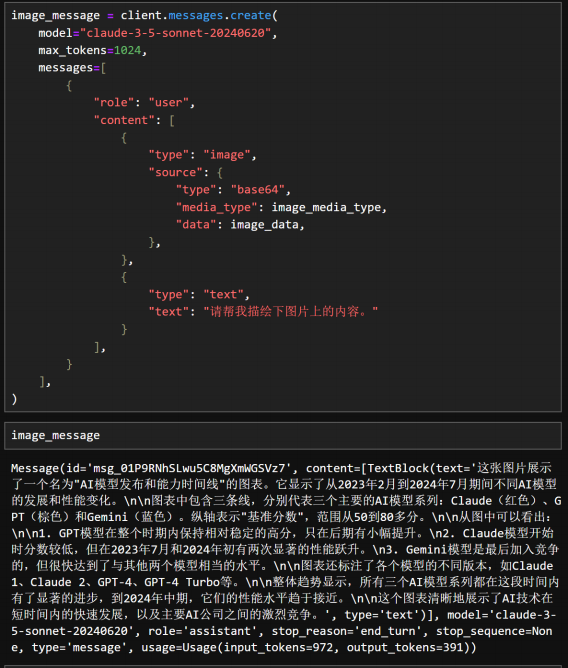 image_message = client.messages.create(
    model="claude-3-5-sonnet-20240620",
    max_tokens=1024,
    messages=[
        {
            "role": "user",
            "content": [
                {
                    "type": "image",
                    "source": {
                        "type": "base64",
                        "media_type": image_media_type,
                        "data": image_data,
                    },
                },
                {
                    "type": "text",
                    "text": "请帮我描绘下图片上的内容。"
                }
            ],
        }
    ],
)
image_message
Message(id='msg_01P9RNhSLwu5C8MgXmWGSVz7', content=[TextBlock(text='这张图片展示
了一个名为"AI模型发布和能力时间线"的图表。它显示了从2023年2月到2024年7月期间不同AI模型
的发展和性能变化。\n\n图表中包含三条线，分别代表三个主要的AI模型系列：Claude（红色）、G
PT（棕色）和Gemini（蓝色）。纵轴表示"基准分数"，范围从50到80多分。\n\n从图中可以看出：
\n\n1. GPT模型在整个时期内保持相对稳定的高分，只在后期有小幅提升。\n2. Claude模型开始
时分数较低，但在2023年7月和2024年初有两次显著的性能跃升。\n3. Gemini模型是最后加入竞争
的，但很快达到了与其他两个模型相当的水平。\n\n图表还标注了各个模型的不同版本，如Claude
1、Claude 2、GPT-4、GPT-4 Turbo等。\n\n整体趋势显示，所有三个AI模型系列都在这段时间内
有了显著的进步，到2024年中期，它们的性能水平趋于接近。\n\n这个图表清晰地展示了AI技术在
短时间内的快速发展，以及主要AI公司之间的激烈竞争。', type='text')], model='claude-3-
5-sonnet-20240620', role='assistant', stop_reason='end_turn', stop_sequence=Non
e, type='message', usage=Usage(input_tokens=972, output_tokens=391))